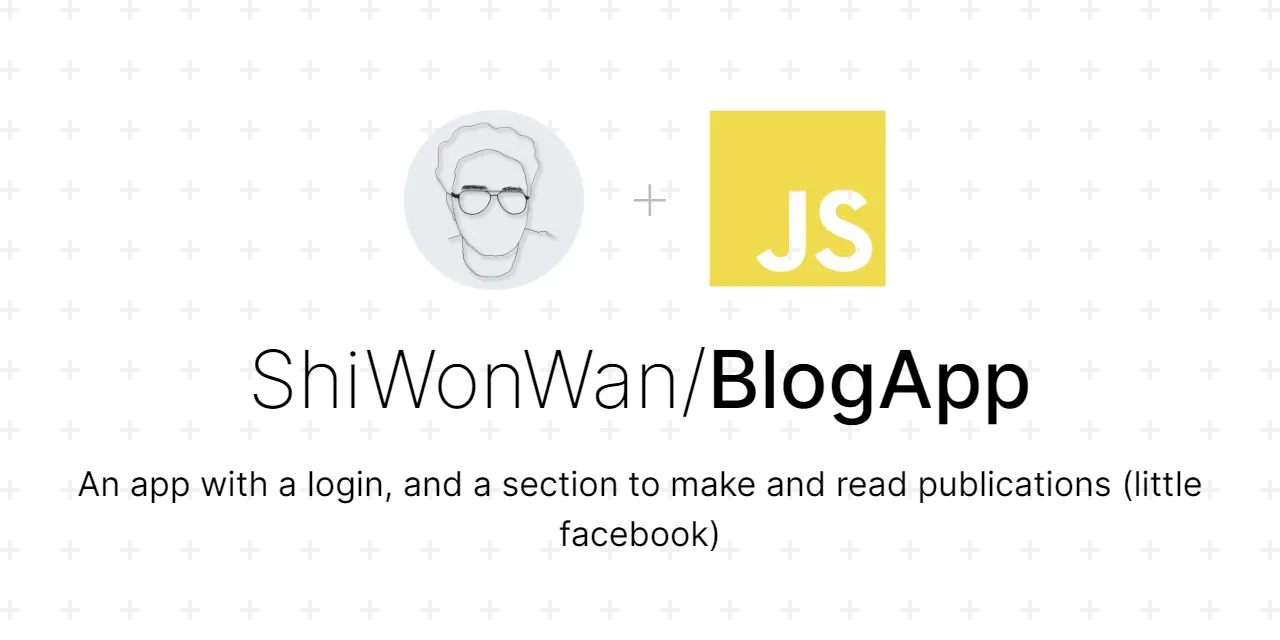 JS
ShiWonWan/BlogApp
An app with a login, and a section to make and read publications (little
facebook)